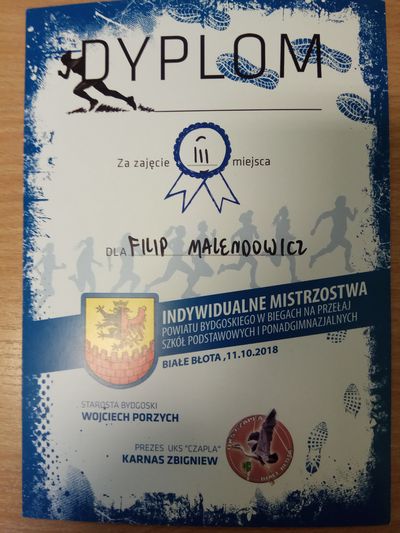 DYPLOM
Za zajęcie III miejsca
DLA FILIP MALENDOWICZ
INDYWIDUALNE MISTRZOSTWA
POWIATU BYDGOSKIEGO W BIEGACH NA PRZEŁAJ
SZKÓŁ PODSTAWOWYCH I PONADGIMNAZJALNYCH
BIAŁE BŁOTA ,11.10.2018
STAROSTA BYDGOSKI
WOJCIECH PORZYCH
PREZES UKS "CZAPLA"
KARNAS ZBIGNIEW